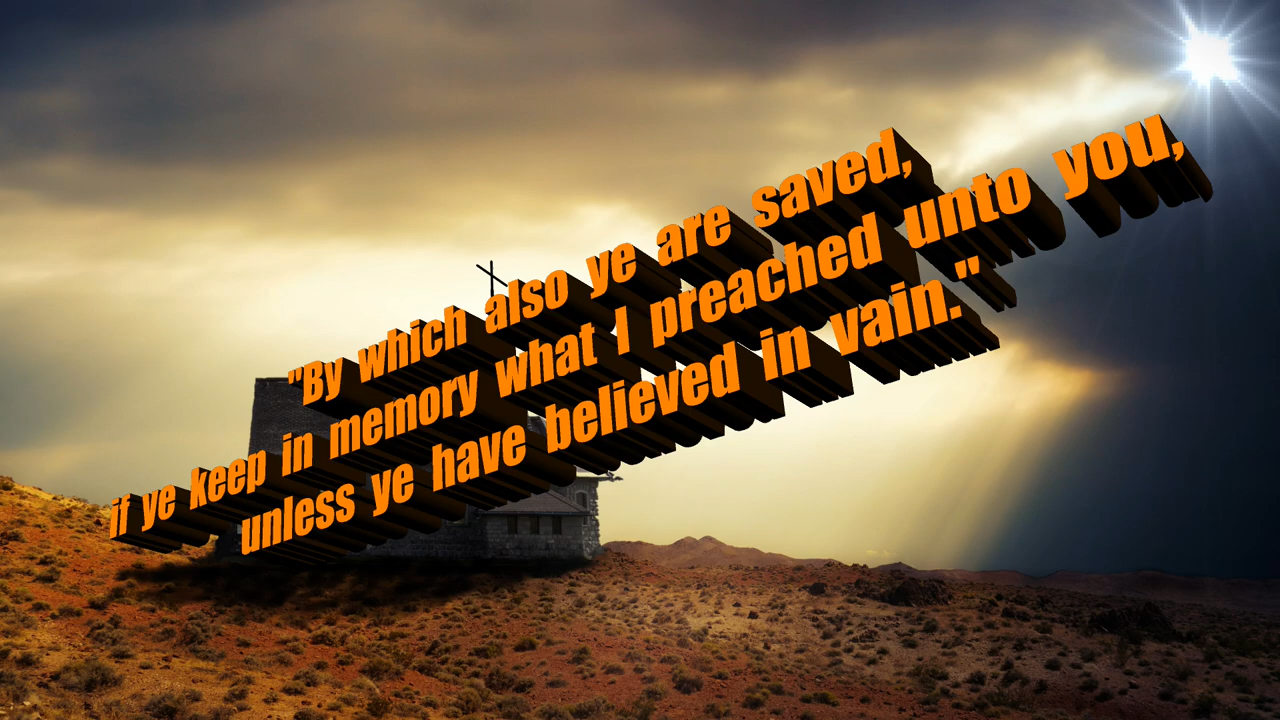 "By which also ye are saved,
if ye keep in memory what I preached unto you,
unless ye have believed in vain."